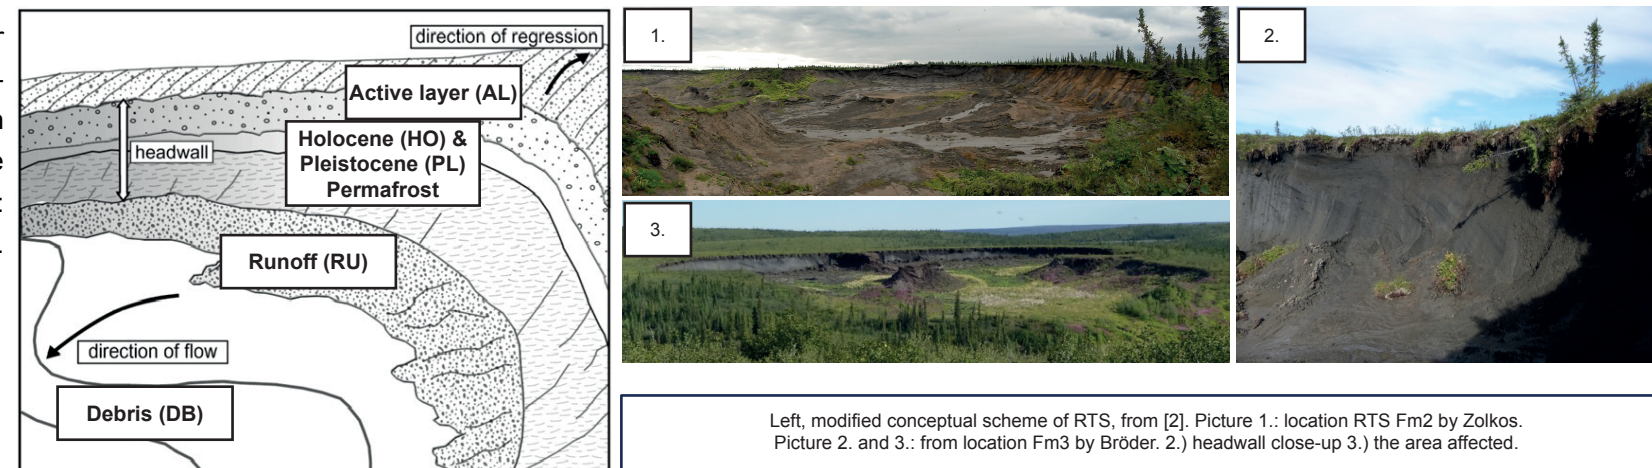 direction of regression
Active layer (AL)
Holocene (HO) &
Pleistocene (PL)
Permafrost
headwall
Runoff (RU)
direction of flow
Debris (DB)
1.
2.
3.
Left, modified conceptual scheme of RTS, from [2]. Picture 1.: location RTS Fm2 by Zolkos.
Picture 2. and 3.: from location Fm3 by Bröder. 2.) headwall close-up 3.) the area affected.